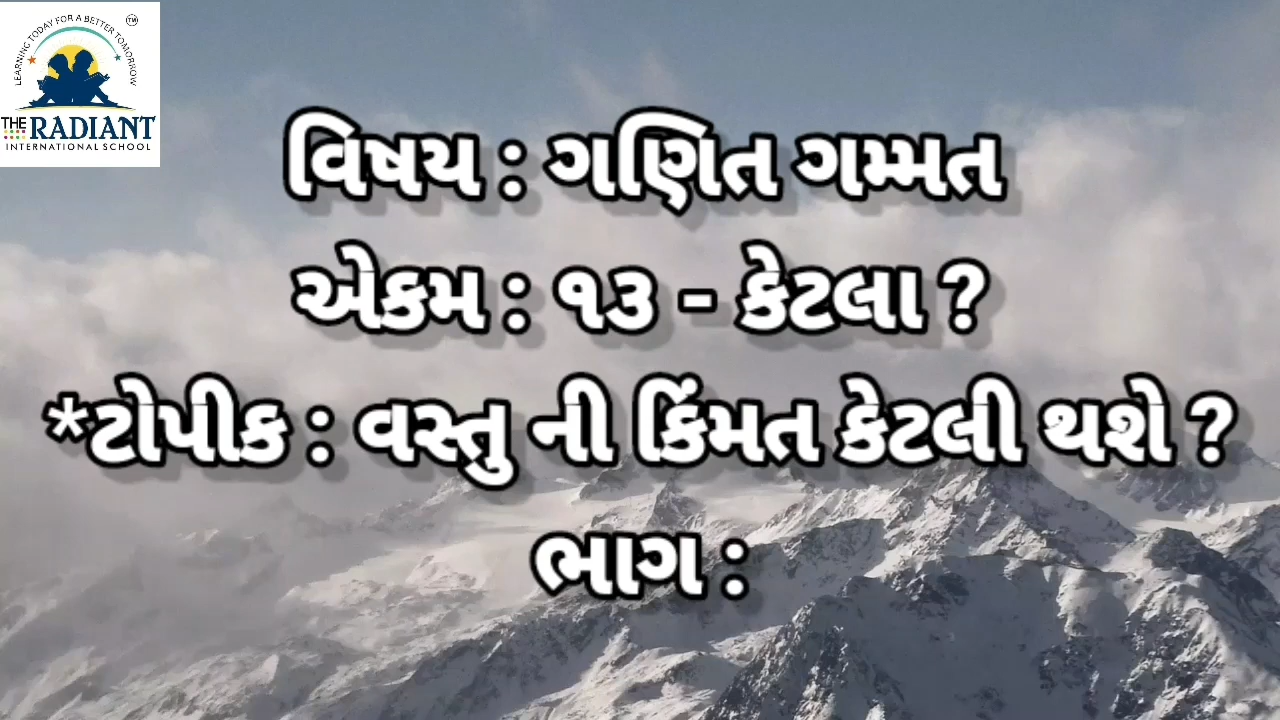 LEARNING TODAY FOR A BETTER TOMORROW
TM
THE RADIANT
INTERNATIONAL SCHOOL
વિષય : ગણિત ગમ્મત
એકમ : ૧૩ - કેટલા ?
*ટોપીક : વસ્તુ ની કિંમત કેટલી થશે ?
ભાગ :